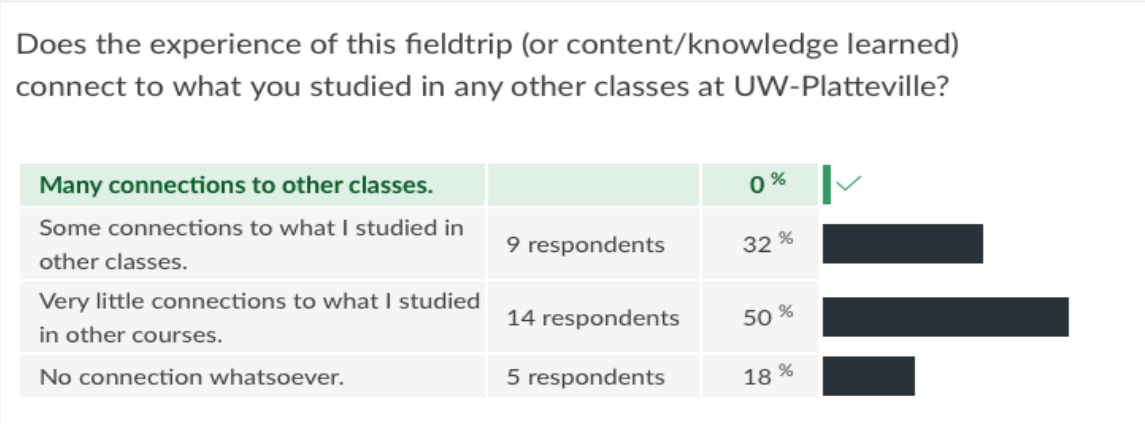 Does the experience of this fieldtrip (or content/knowledge learned)
connect to what you studied in any other classes at UW-Platteville?
Many connections to other classes. 0 %
Some connections to what I studied in
other classes. 9 respondents 32 %
Very little connections to what I studied
in other courses. 14 respondents 50 %
No connection whatsoever. 5 respondents 18 %